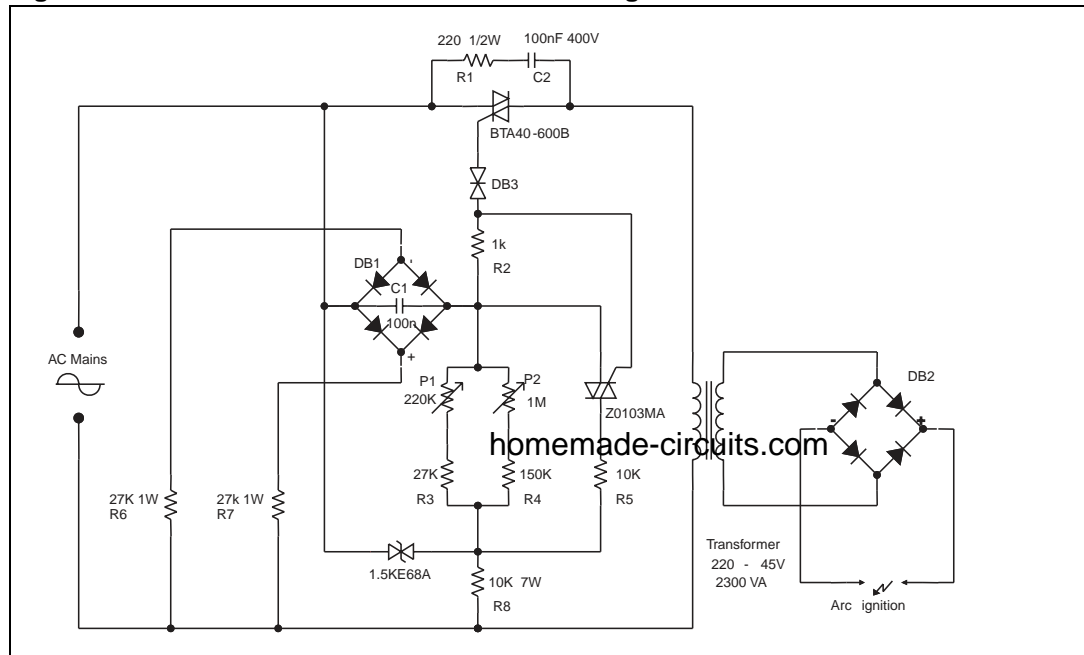 220 1/2W
100nF 400V
R1
C2
BTA40-600B
DB3
1k
R2
DB1
-
C1
100n
+
AC Mains
P1
220K
P2
1M
Z0103MA
DB2
-
+
homemade-circuits.com
27K
R3
150K
R4
10K
R5
27K 1W
R6
27k 1W
R7
1.5KE68A
10K 7W
R8
Transformer
220 - 45V
2300 VA
Arc ignition